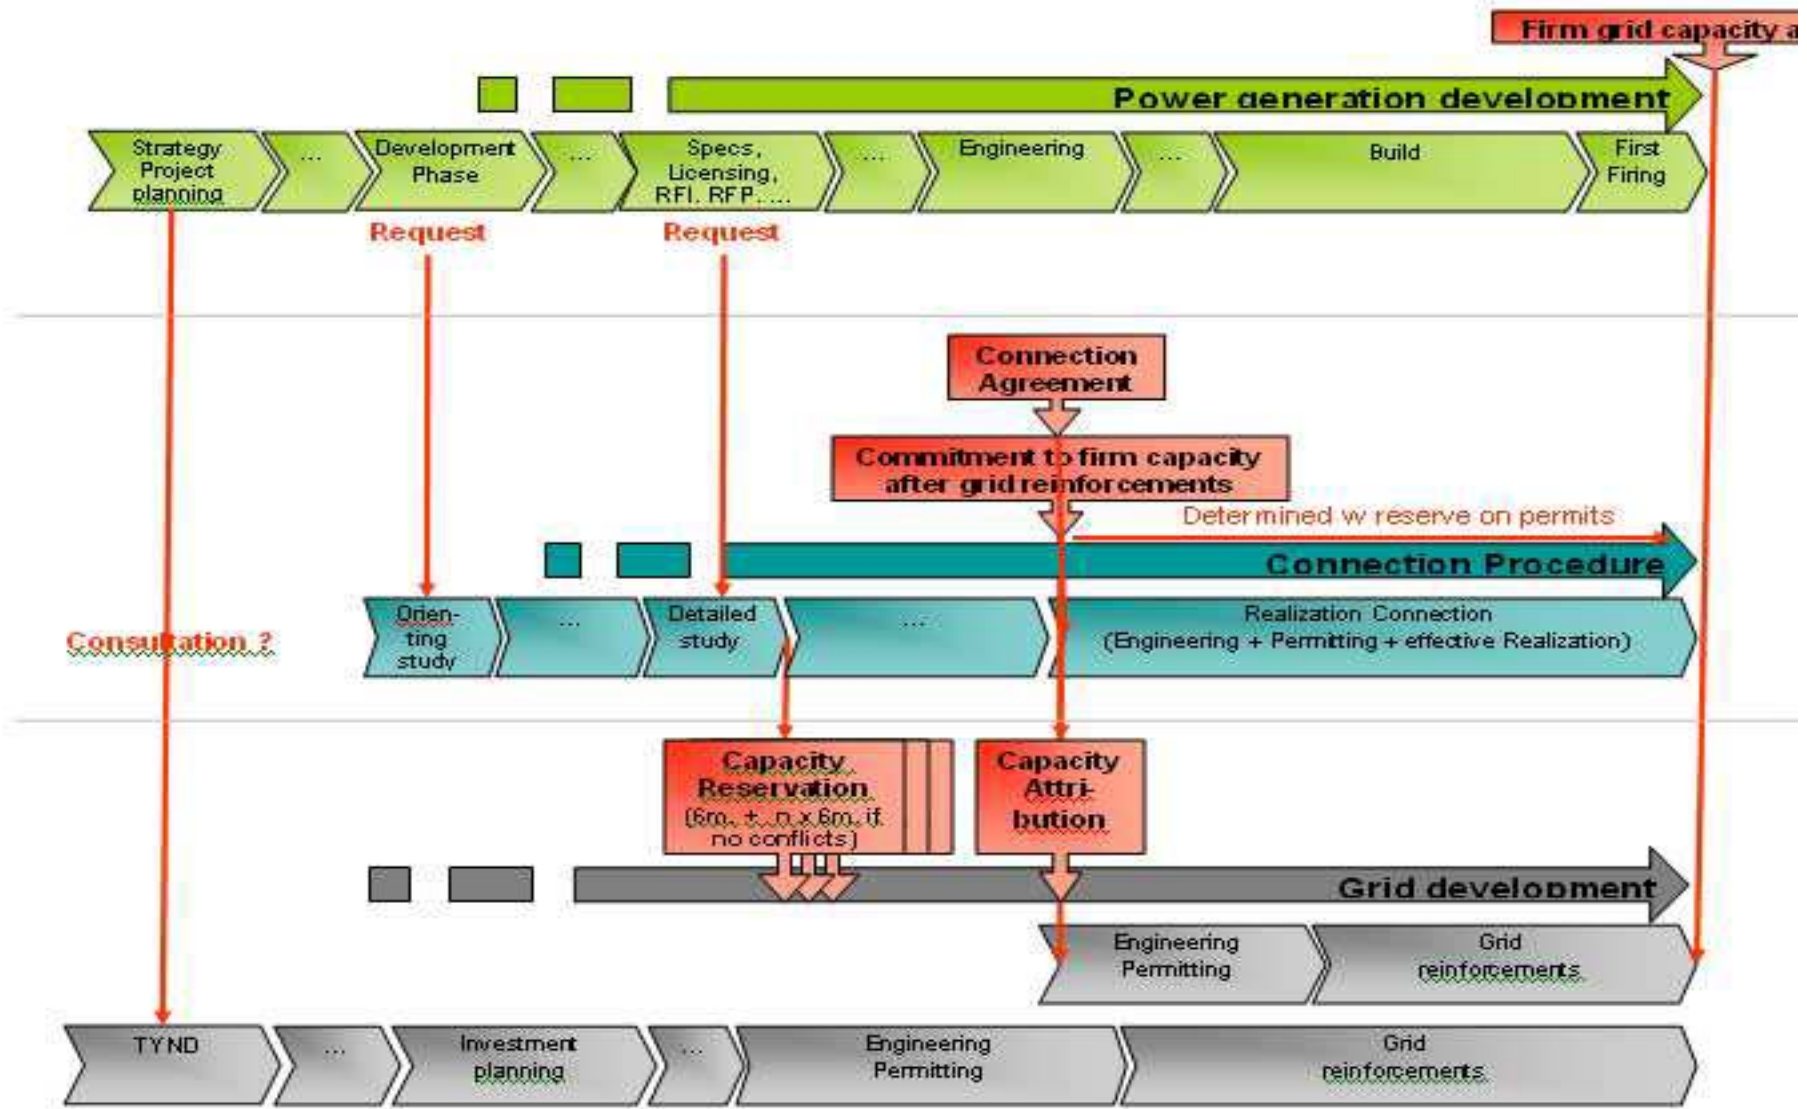 Firm grid capacity a
Power generation development
Strategy
Project
planning
...
Development
Phase
...
Specs,
Licensing,
RFI, RFP, ...
...
Engineering
...
Build
First
Firing
Request
Request
Connection
Agreement
Commitment to firm capacity
after grid reinforcements
Determined w reserve on permits
Connection Procedure
Consultation ?
Orien-
ting
study
...
Detailed
study
...
Realization Connection
(Engineering + Permitting + effective Realization)
Capacity
Reservation
(6m. + n x 6m. if
no conflicts)
Capacity
Attri-
bution
Grid development
Engineering
Permitting
Grid
reinforcements
TYND
...
Investment
planning
...
Engineering
Permitting
Grid
reinforcements